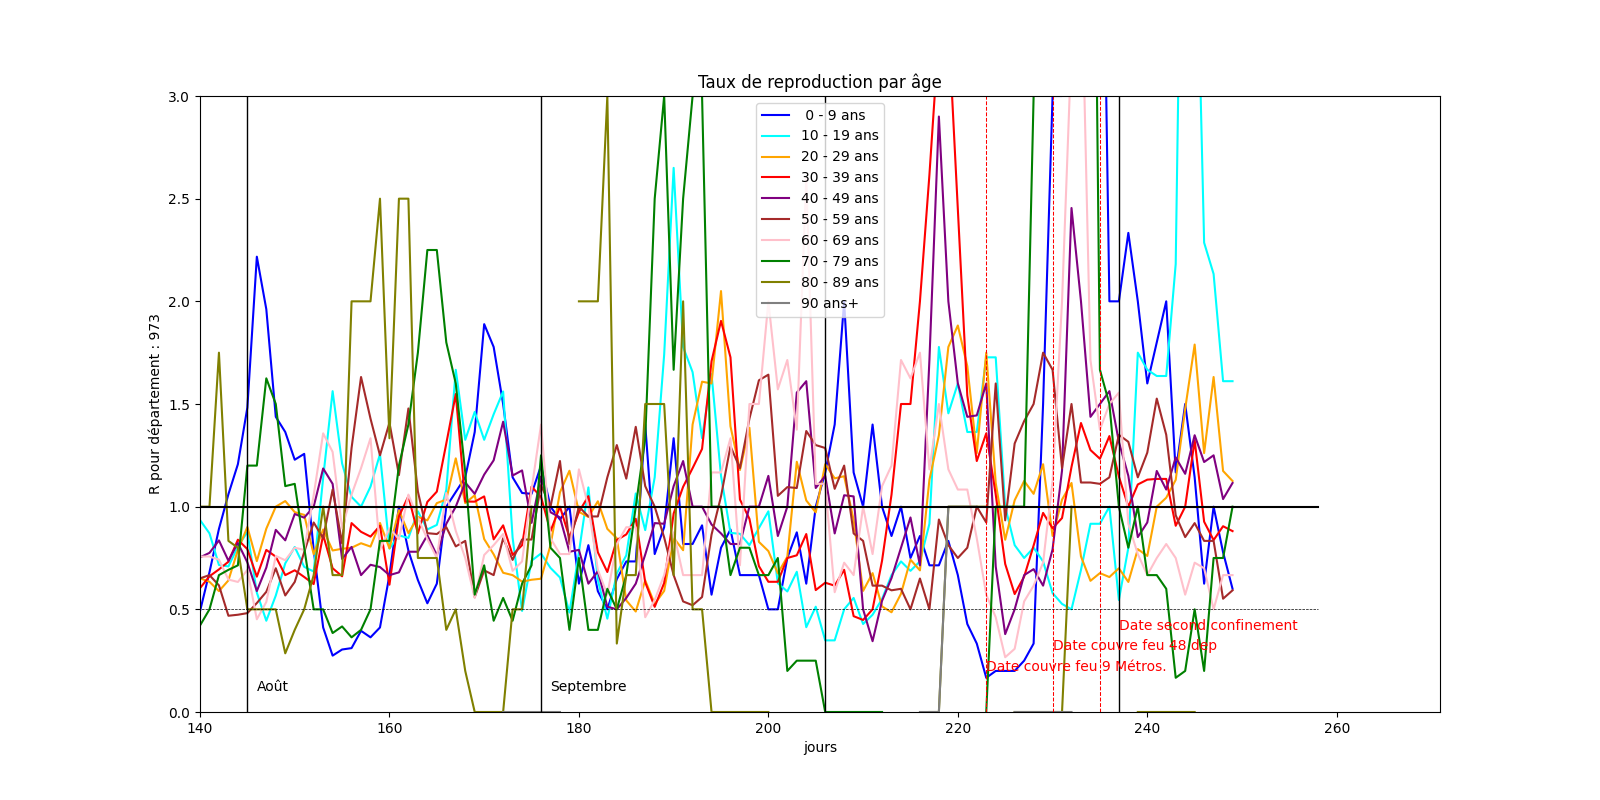 Taux de reproduction par âge
R pour département : 973
3.0
2.5
2.0
1.5
1.0
0.5
0.0
0 - 9 ans
10 - 19 ans
20 - 29 ans
30 - 39 ans
40 - 49 ans
50 - 59 ans
60 - 69 ans
70 - 79 ans
80 - 89 ans
90 ans+
Date second confinement
Date couvre feu 48 dep
Date couvre feu 9 Métros.
Août
Septembre
140
160
180
200
220
240
260
jours